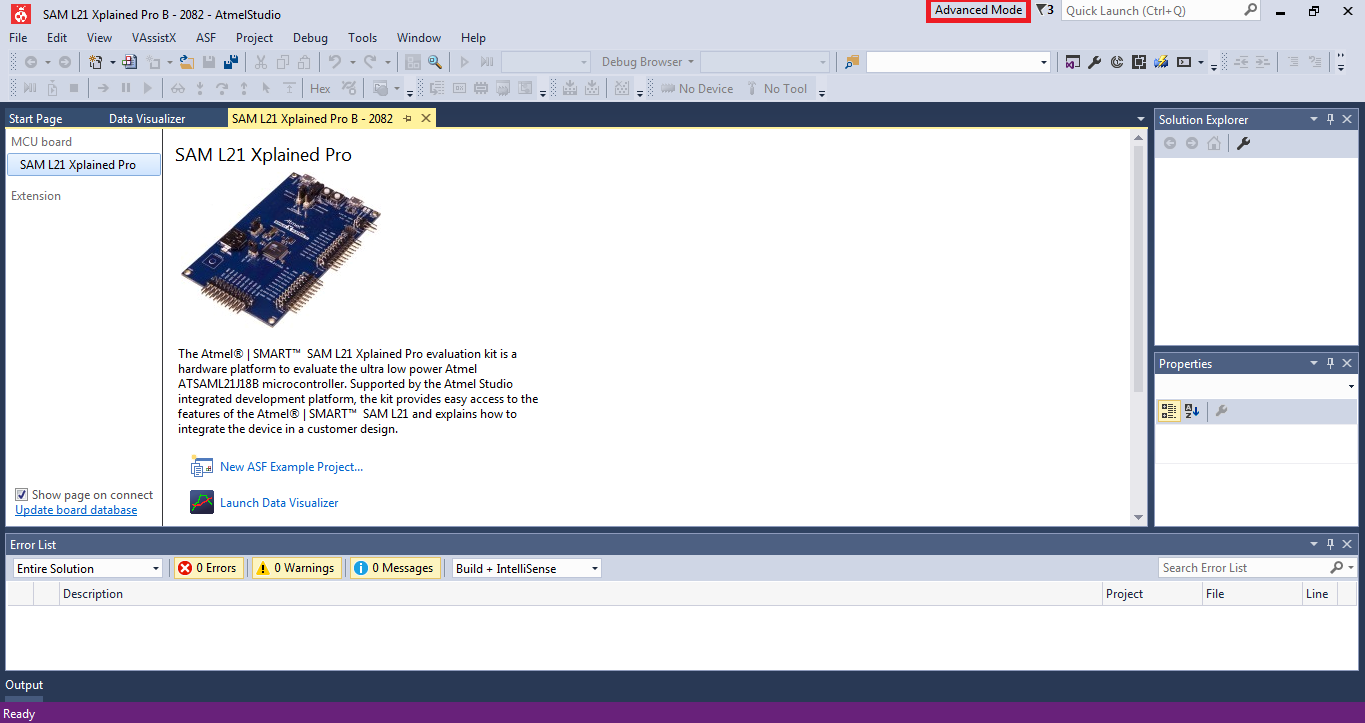 SAM L21 Xplained Pro B - 2082 - AtmelStudio
Advanced Mode
3
Quick Launch (Ctrl+Q)
File Edit View VAssistX ASF Project Debug Tools Window Help
Debug Browser
Hex
No Device
No Tool
Start Page
Data Visualizer
SAM L21 Xplained Pro B - 2082
MCU board
SAM L21 Xplained Pro
Extension
Show page on connect
Update board database
SAM L21 Xplained Pro
The Atmel® | SMART™ SAM L21 Xplained Pro evaluation kit is a
hardware platform to evaluate the ultra low power Atmel
ATSAML21J18B microcontroller. Supported by the Atmel Studio
integrated development platform, the kit provides easy access to the
features of the Atmel® | SMART™ SAM L21 and explains how to
integrate the device in a customer design.
New ASF Example Project...
Launch Data Visualizer
Solution Explorer
Properties
Error List
Entire Solution
0 Errors
0 Warnings
0 Messages
Build + IntelliSense
Search Error List
Description
Project
File
Line
Output
Ready